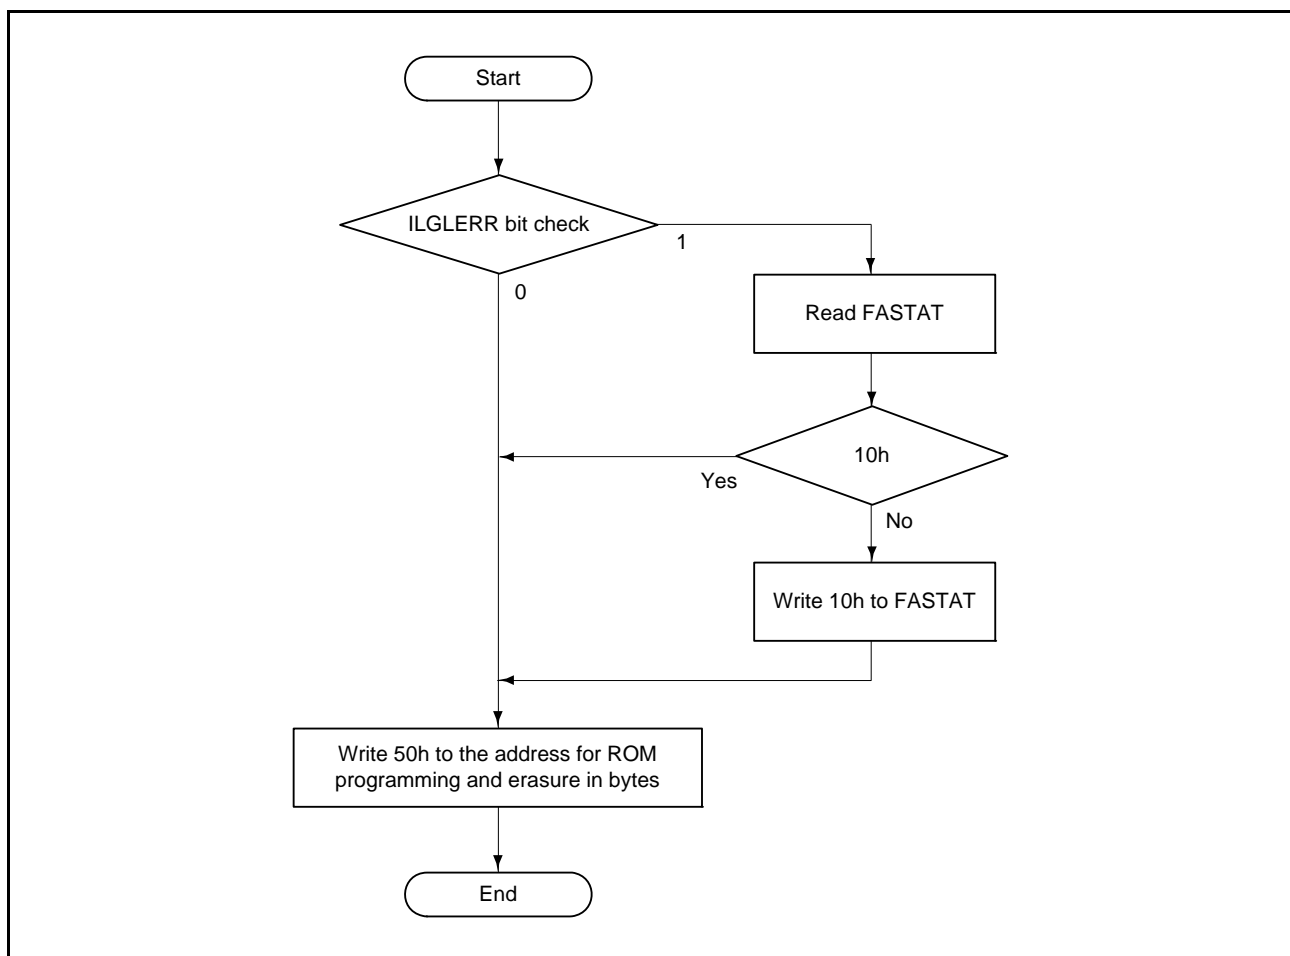 Start
ILGLERR bit check
1
0
Read FASTAT
10h
Yes
No
Write 10h to FASTAT
Write 50h to the address for ROM
programming and erasure in bytes
End